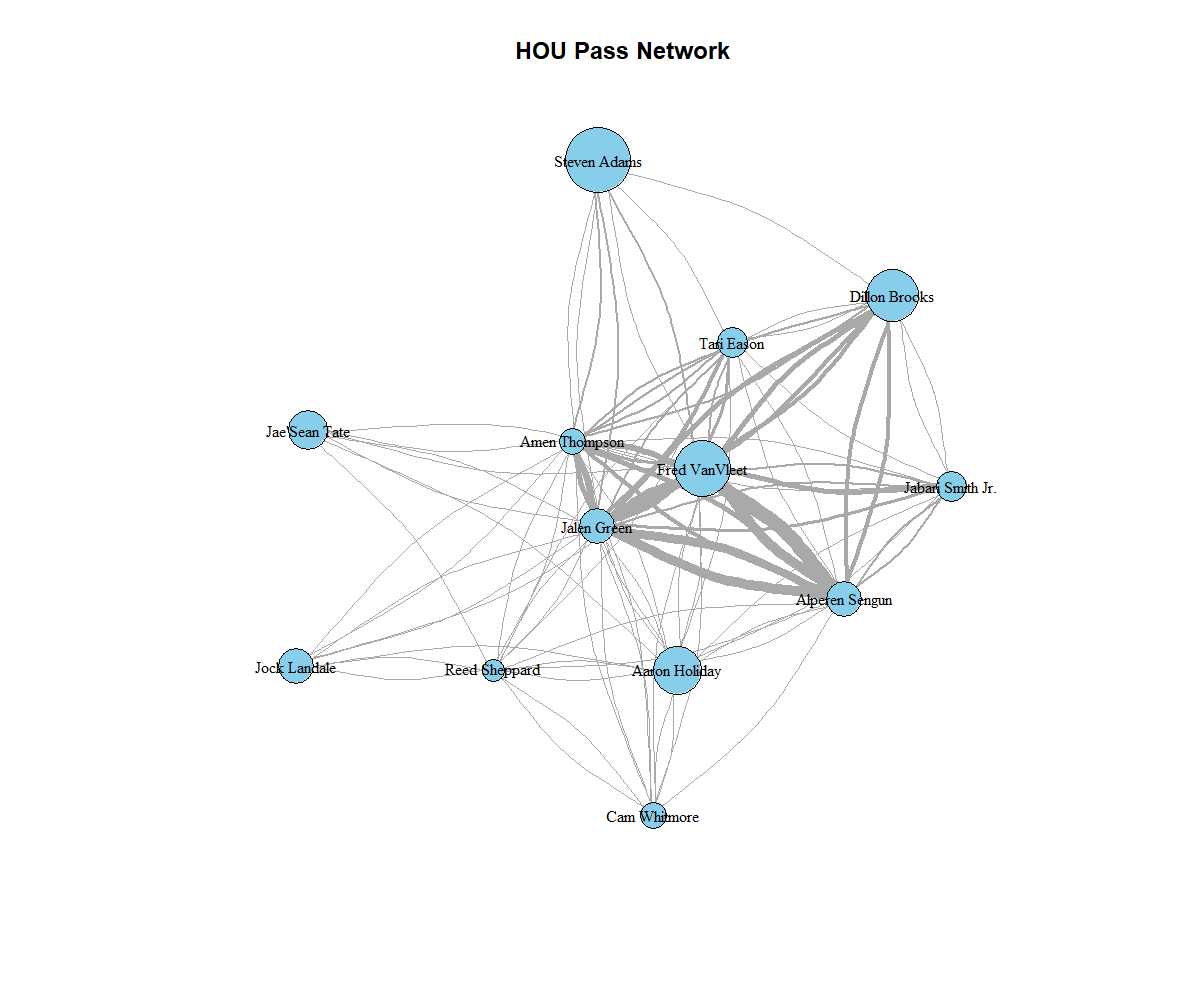 HOU Pass Network
Steven Adams
Dillon Brooks
Tari Eason
Jae'Sean Tate
Amen Thompson
Fred VanVleet
Jabari Smith Jr.
Jalen Green
Alperen Sengun
Jock Landale
Reed Sheppard
Aaron Holiday
Cam Whitmore